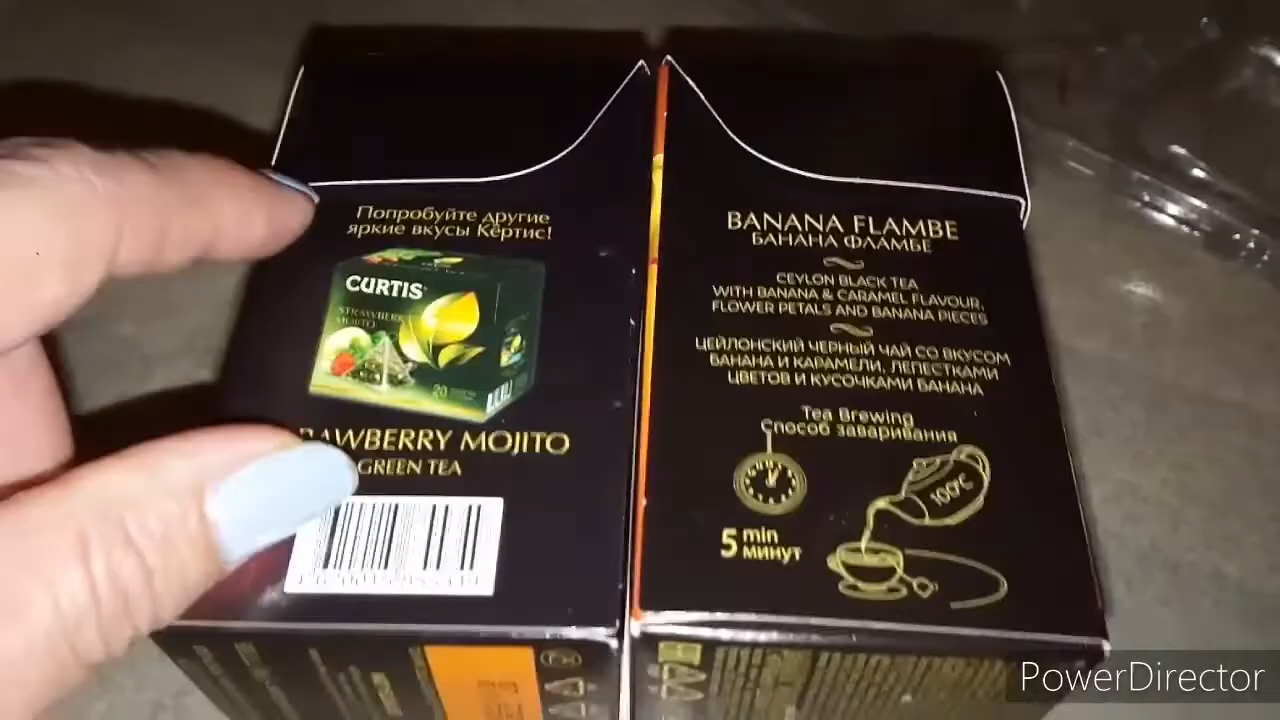 Попробуйте другие
яркие вкусы Кёртис!
CURTIS
STRAWBERRY
MOJITO
20
RAWBERRY MOJITO
GREEN TEA
BANANA FLAMBE
БАНАНА ФЛАМБЕ
CEYLON BLACK TEA
WITH BANANA & CARAMEL FLAVOUR,
FLOWER PETALS AND BANANA PIECES
ЦЕЙЛОНСКИЙ ЧЕРНЫЙ ЧАЙ СО ВКУСОМ
БАНАНА И КАРАМЕЛИ, ЛЕПЕСТКАМИ
ЦВЕТОВ И КУСОЧКАМИ БАНАНА
Tea Brewing
Способ заваривания
100°C
5 min
минут
PowerDirector